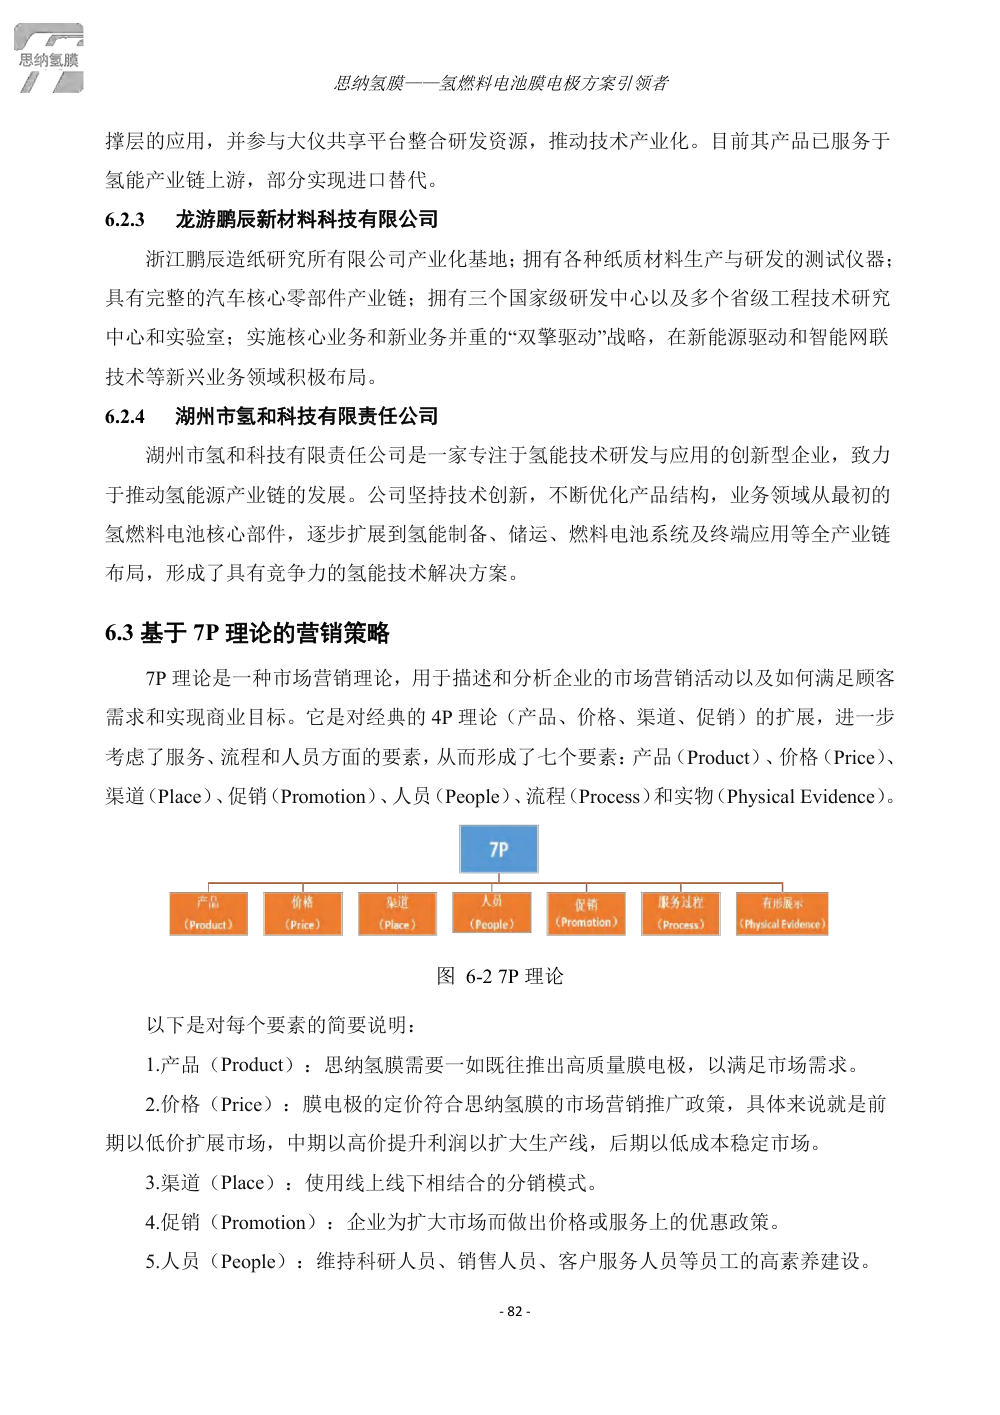 思纳氢膜
思纳氢膜——氢燃料电池膜电极方案引领者
撑层的应用，并参与大仪共享平台整合研发资源，推动技术产业化。目前其产品已服务于
氢能产业链上游，部分实现进口替代。
6.2.3 龙游鹏辰新材料科技有限公司
浙江鹏辰造纸研究所有限公司产业化基地；拥有各种纸质材料生产与研发的测试仪器；
具有完整的汽车核心零部件产业链；拥有三个国家级研发中心以及多个省级工程技术研究
中心和实验室；实施核心业务和新业务并重的“双擎驱动”战略，在新能源驱动和智能网联
技术等新兴业务领域积极布局。
6.2.4 湖州市氢和科技有限责任公司
湖州市氢和科技有限责任公司是一家专注于氢能技术研发与应用的创新型企业，致力
于推动氢能源产业链的发展。公司坚持技术创新，不断优化产品结构，业务领域从最初的
氢燃料电池核心部件，逐步扩展到氢能制备、储运、燃料电池系统及终端应用等全产业链
布局，形成了具有竞争力的氢能技术解决方案。
6.3 基于 7P 理论的营销策略
7P 理论是一种市场营销理论，用于描述和分析企业的市场营销活动以及如何满足顾客
需求和实现商业目标。它是对经典的 4P 理论（产品、价格、渠道、促销）的扩展，进一步
考虑了服务、流程和人员方面的要素，从而形成了七个要素：产品（Product）、价格（Price）、
渠道（Place）、促销（Promotion）、人员（People）、流程（Process）和实物（Physical Evidence）。
7P
产品 价格 渠道 人员 促销 服务过程 有形展示
（Product） （Price） （Place） （People） （Promotion） （Process） （Physical Evidence）
图 6-2 7P 理论
以下是对每个要素的简要说明：
1.产品（Product）：思纳氢膜需要一如既往推出高质量膜电极，以满足市场需求。
2.价格（Price）：膜电极的定价符合思纳氢膜的市场营销推广政策，具体来说就是前
期以低价扩展市场，中期以高价提升利润以扩大生产线，后期以低成本稳定市场。
3.渠道（Place）：使用线上线下相结合的分销模式。
4.促销（Promotion）：企业为扩大市场而做出价格或服务上的优惠政策。
5.人员（People）：维持科研人员、销售人员、客户服务人员等员工的高素养建设。
- 82 -